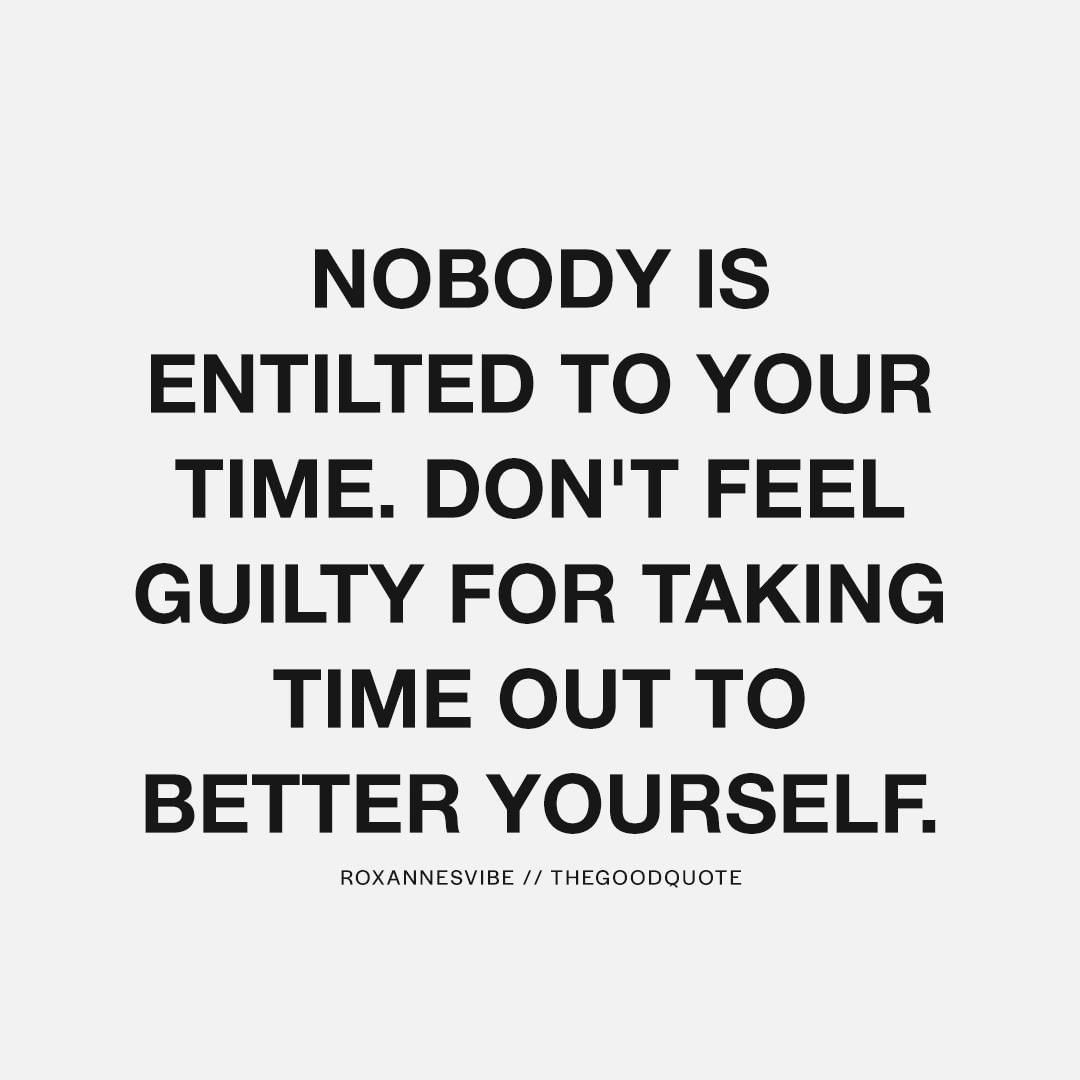 NOBODY IS
ENTILTED TO YOUR
TIME. DON'T FEEL
GUILTY FOR TAKING
TIME OUT TO
BETTER YOURSELF.
ROXANNESVIBE // THEGOODQUOTE